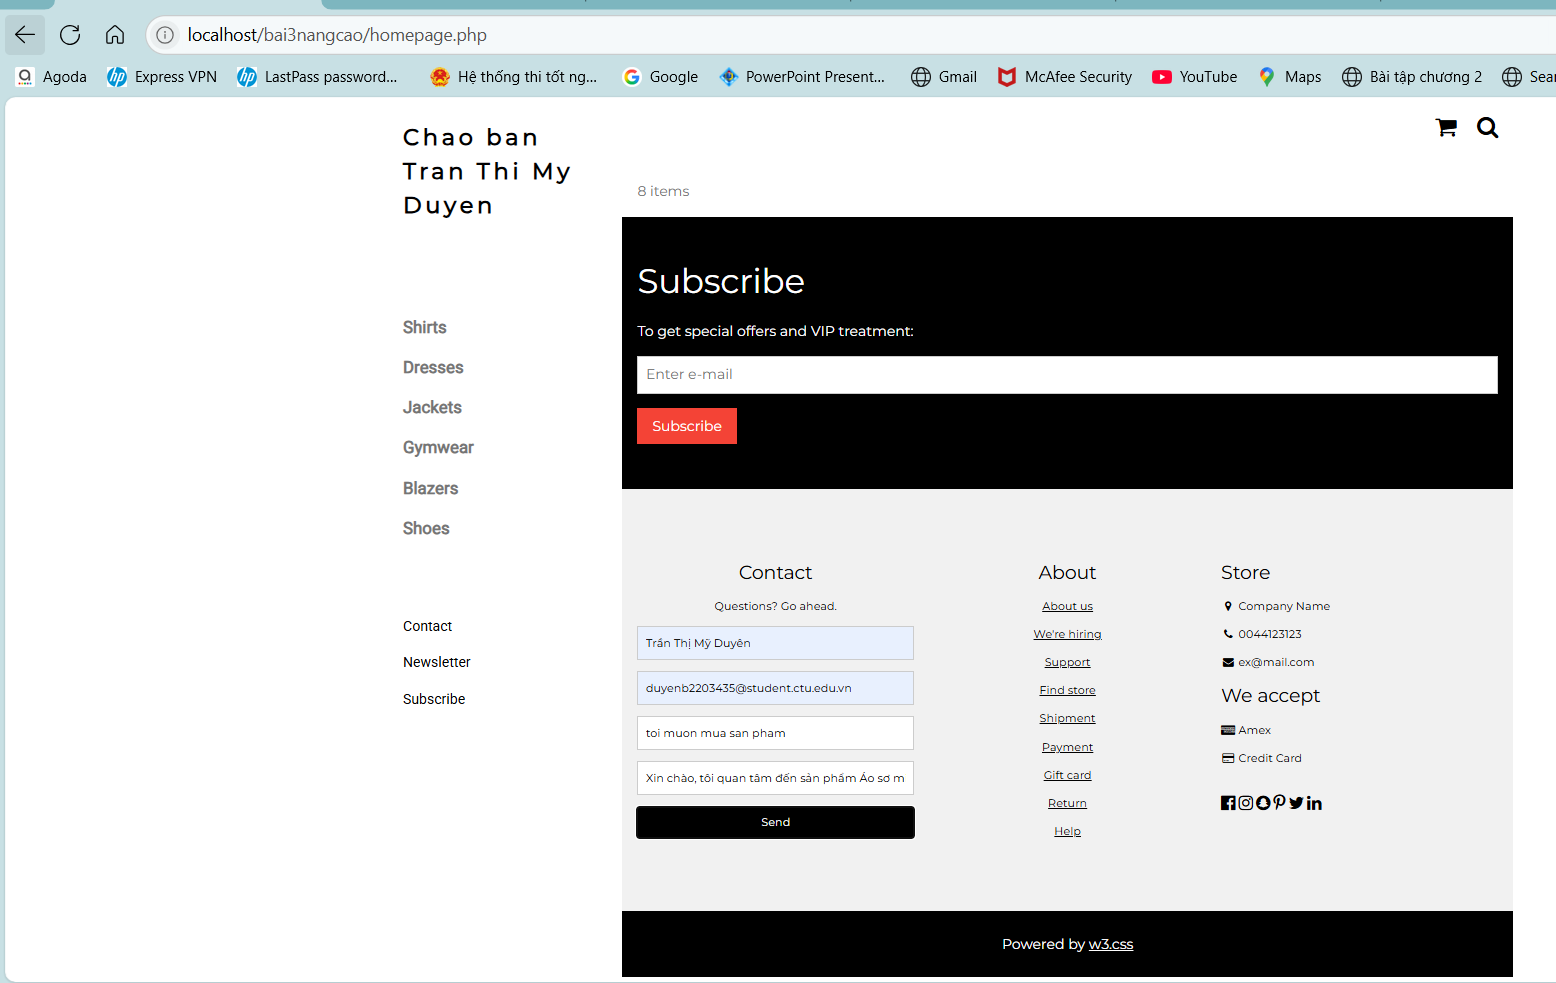 localhost/bai3nangcao/homepage.php
Agoda
Express VPN
LastPass password...
Hệ thống thi tốt ng...
Google
PowerPoint Present...
Gmail
McAfee Security
YouTube
Maps
Bài tập chương 2
Chao ban
Tran Thi My
Duyen
8 items
Shirts
Dresses
Jackets
Gymwear
Blazers
Shoes
Contact
Newsletter
Subscribe
Subscribe
To get special offers and VIP treatment:
Enter e-mail
Subscribe
Contact
Questions? Go ahead.
Trần Thị Mỹ Duyên
duyenb2203435@student.ctu.edu.vn
toi muon mua san pham
Xin chào, tôi quan tâm đến sản phẩm Áo sơ m
Send
About
About us
We're hiring
Support
Find store
Shipment
Payment
Gift card
Return
Help
Store
Company Name
0044123123
ex@mail.com
We accept
Amex
Credit Card
Powered by w3.css